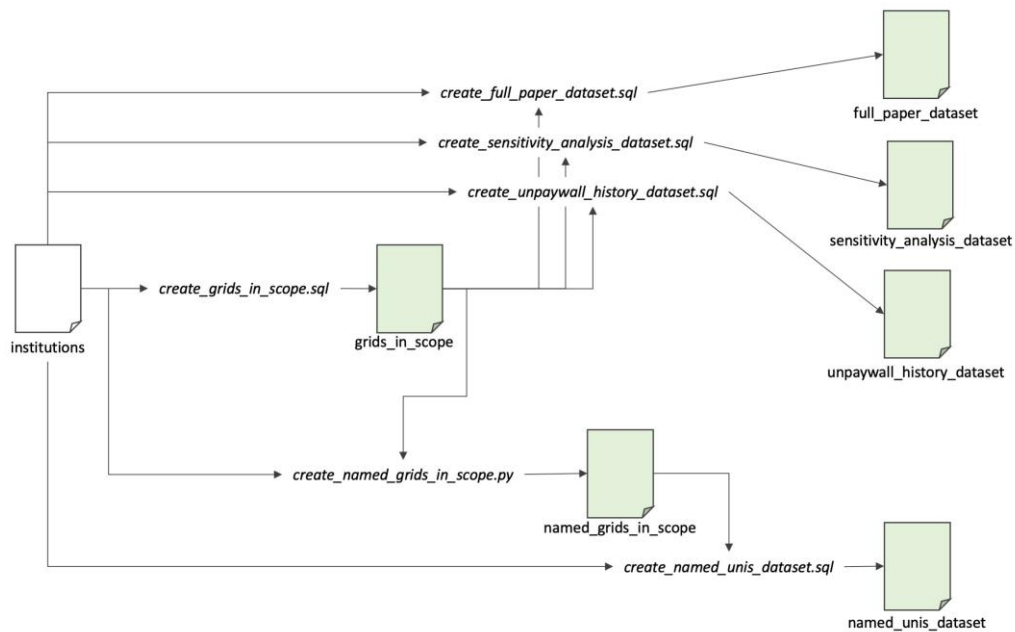 create_full_paper_dataset.sql
full_paper_dataset
create_sensitivity_analysis_dataset.sql
create_unpaywall_history_dataset.sql
sensitivity_analysis_dataset
create_grids_in_scope.sql
institutions
grids_in_scope
unpaywall_history_dataset
create_named_grids_in_scope.py
named_grids_in_scope
create_named_unis_dataset.sql
named_unis_dataset